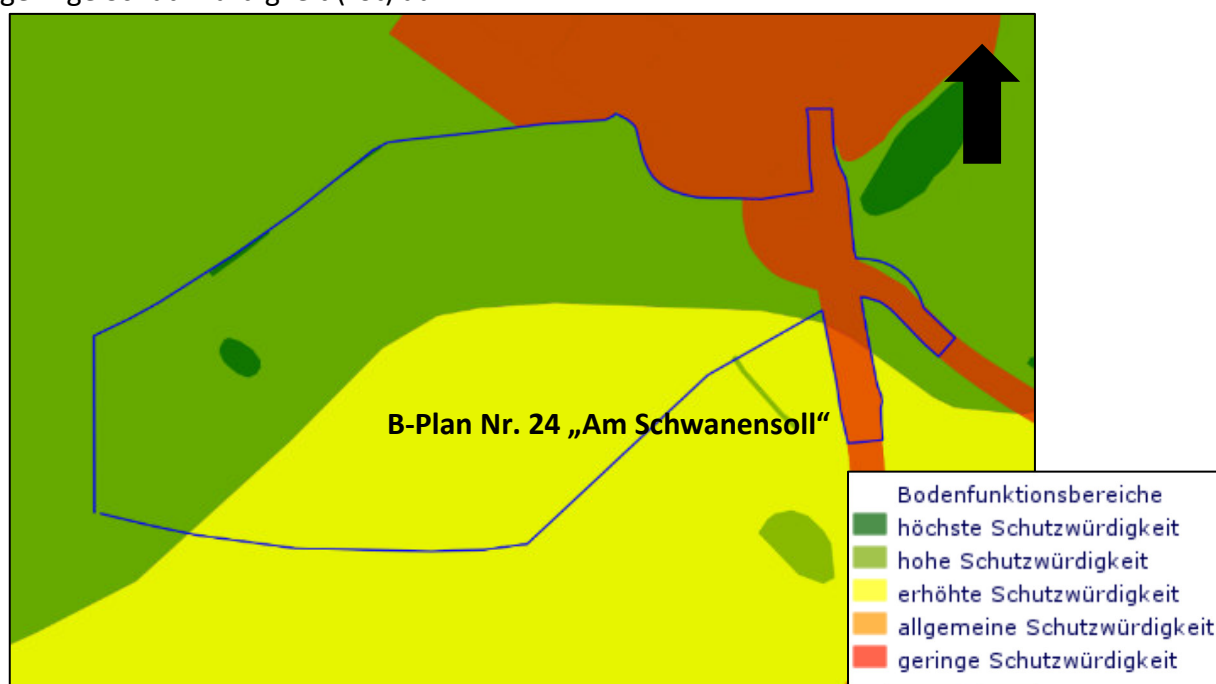 B-Plan Nr. 24 „Am Schwanensoll“
Bodenfunktionsbereiche
höchste Schutzwürdigkeit
hohe Schutzwürdigkeit
erhöhte Schutzwürdigkeit
allgemeine Schutzwürdigkeit
geringe Schutzwürdigkeit